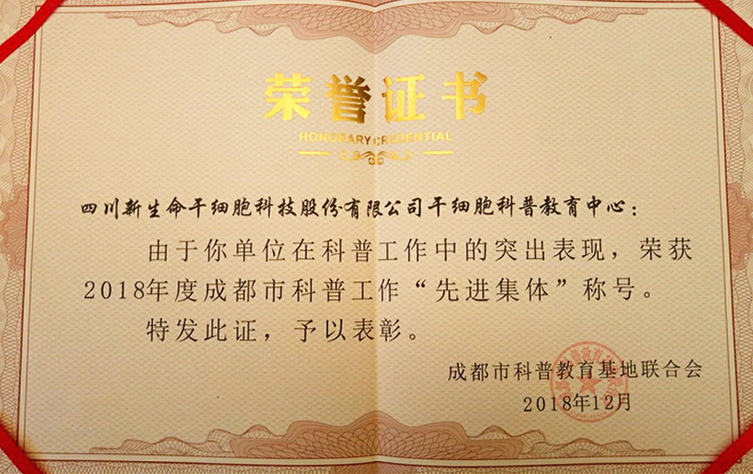 荣誉证书
HONORARY CREDENTIAL
四川新生命干细胞科技股份有限公司干细胞科普教育中心：
由于你单位在科普工作中的突出表现，荣获
2018年度成都市科普工作“先进集体”称号。
特发此证，予以表彰。
成都市科普教育基地联合会
2018年12月